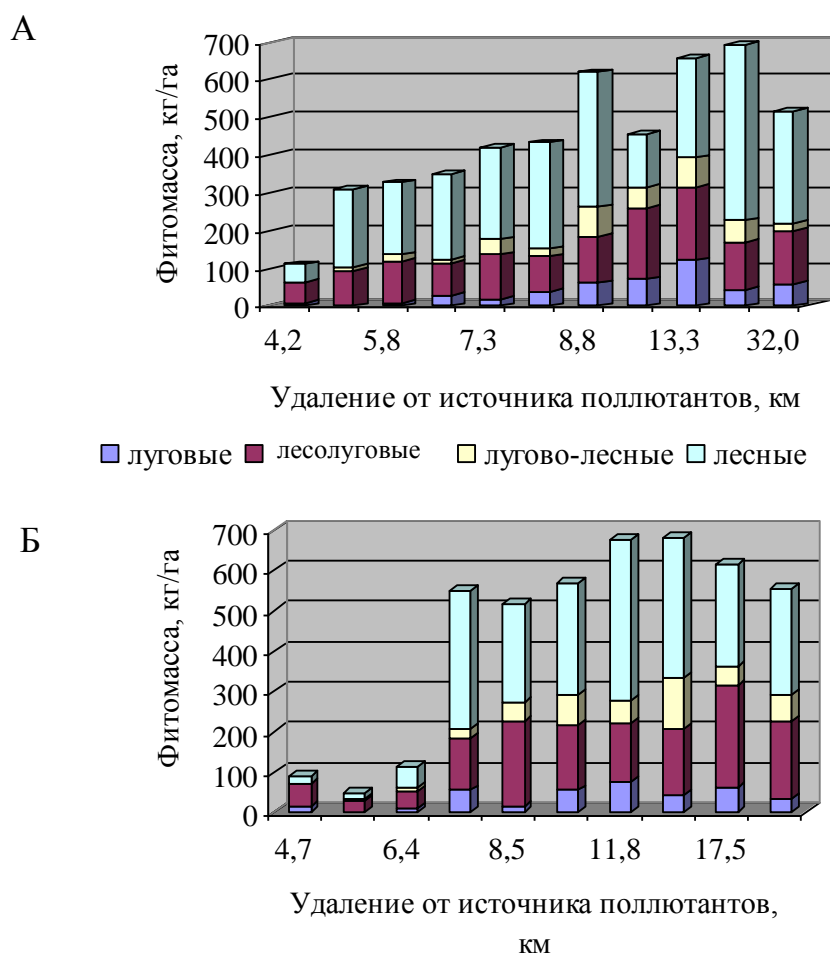 А
Фитомасса, кг/га
700
600
500
400
300
200
100
0
4,2 5,8 7,3 8,8 13,3 32,0
Удаление от источника поллютантов, км
луговые лесолуговые лугово-лесные лесные
Б
Фитомасса, кг/га
700
600
500
400
300
200
100
0
4,7 6,4 8,5 11,8 17,5
Удаление от источника поллютантов,
км